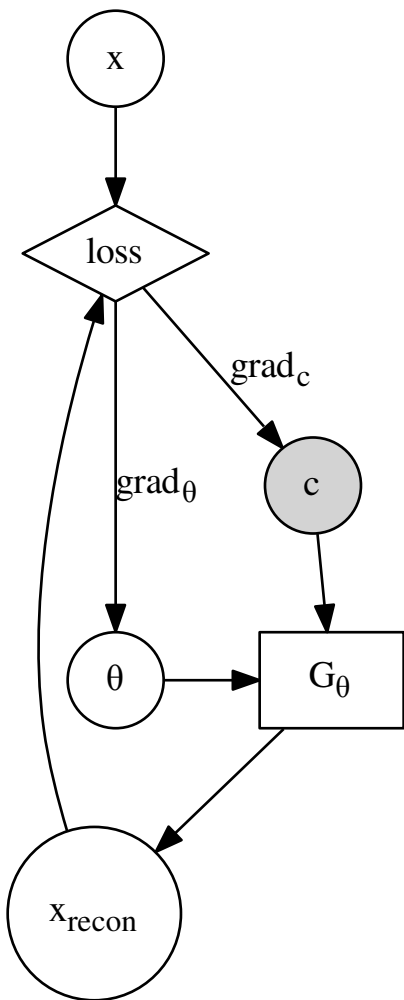 x
loss
grad_c
grad_θ
c
θ
G_θ
x_recon